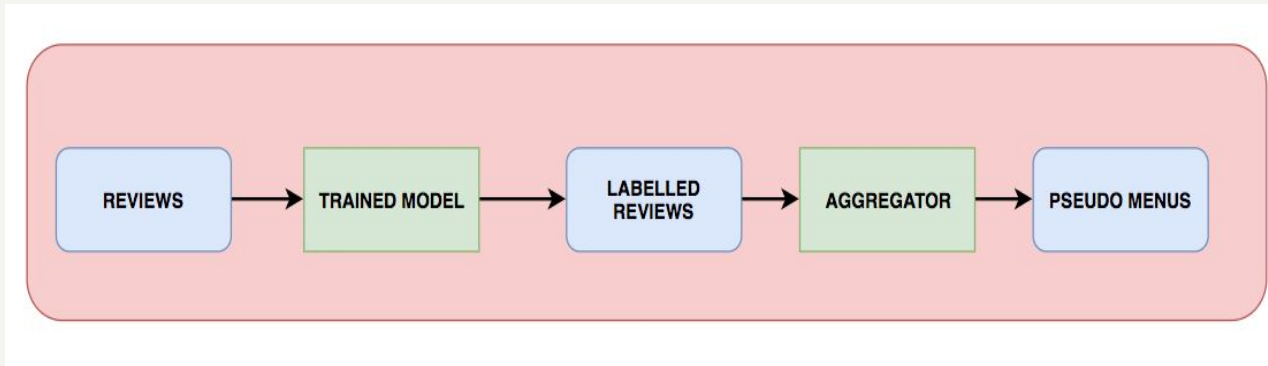 REVIEWS
TRAINED MODEL
LABELLED
REVIEWS
AGGREGATOR
PSEUDO MENUS